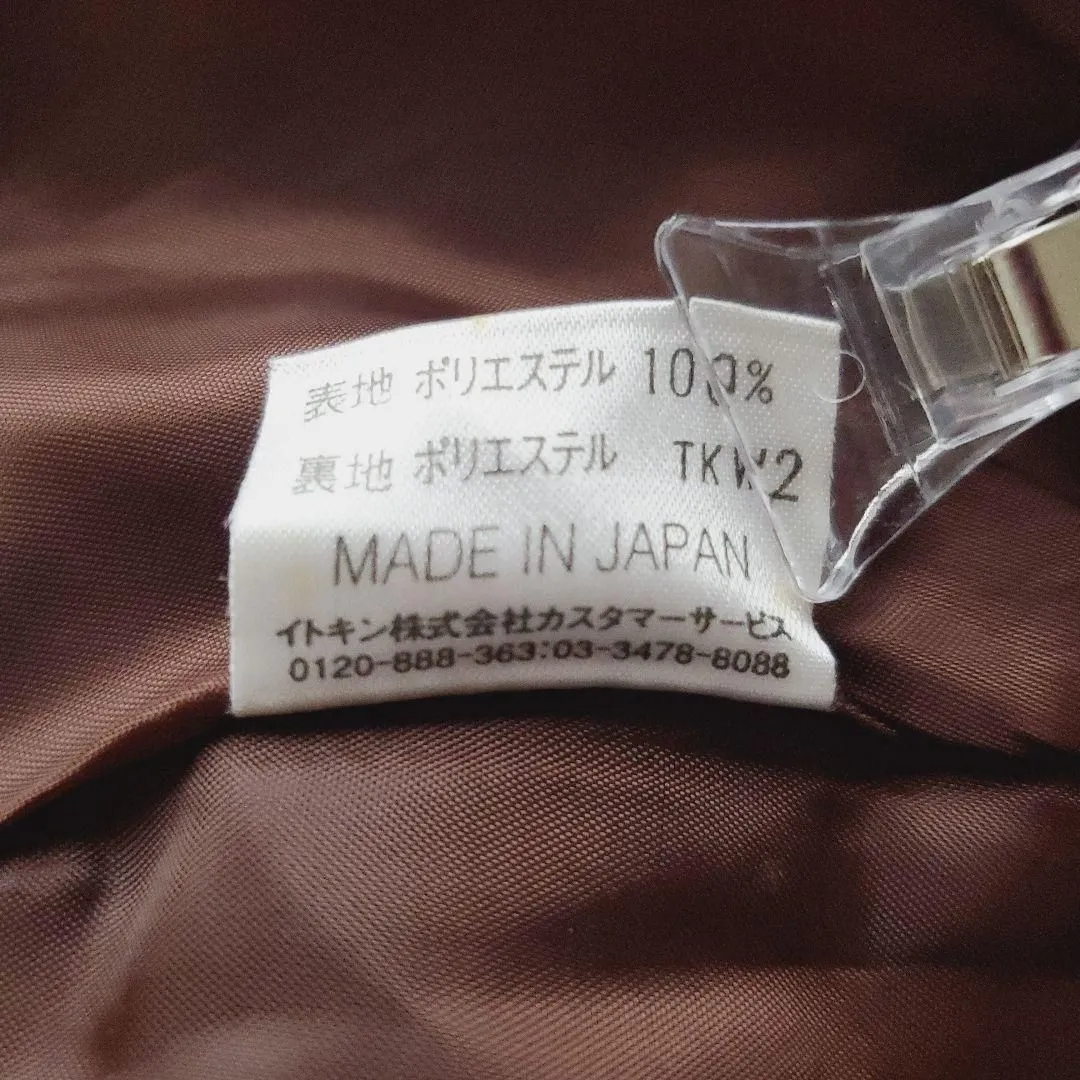 表地 ポリエステル 100%
裏地 ポリエステル TKW2
MADE IN JAPAN
イトキン株式会社カスタマーサービス
0120-888-363:03-3478-8088